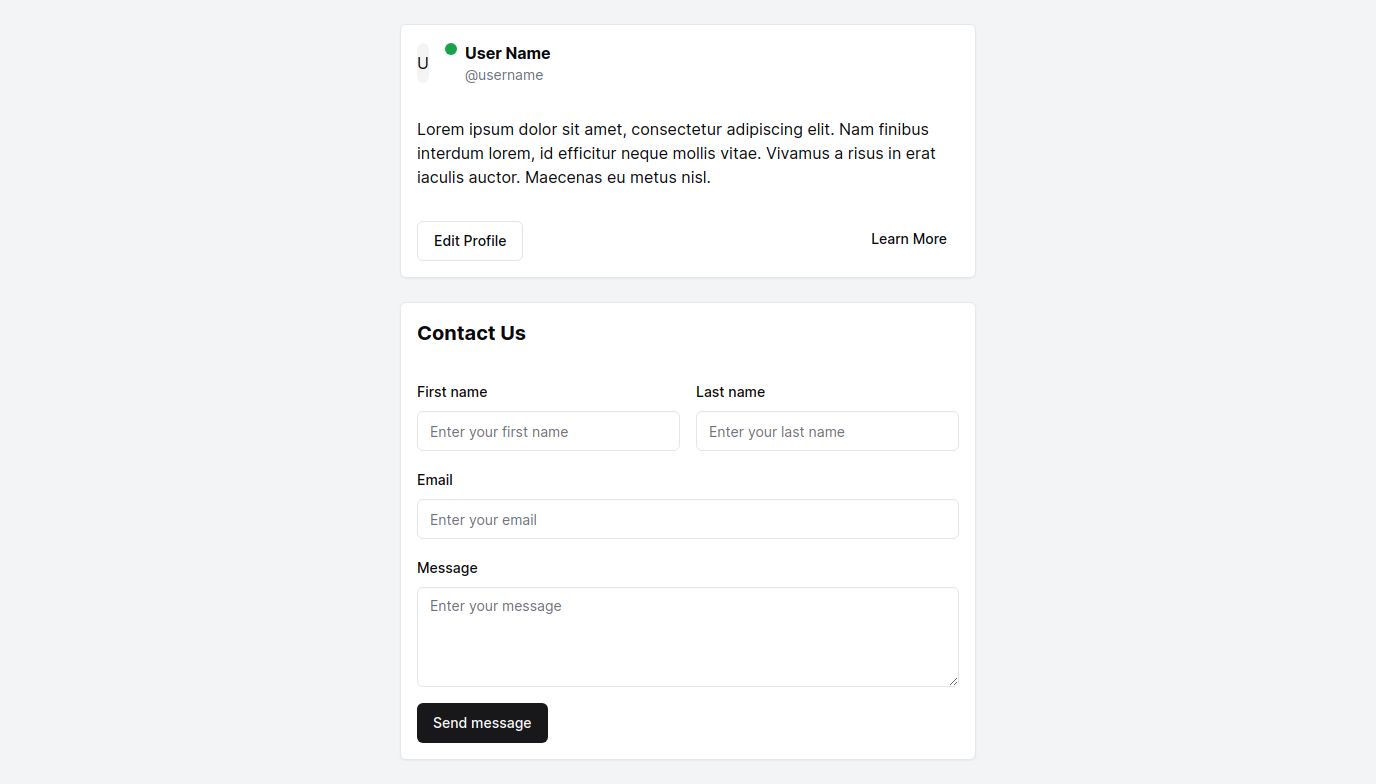 U
User Name
@username
Lorem ipsum dolor sit amet, consectetur adipiscing elit. Nam finibus
interdum lorem, id efficitur neque mollis vitae. Vivamus a risus in erat
iaculis auctor. Maecenas eu metus nisl.
Edit Profile
Learn More
Contact Us
First name
Last name
Enter your first name
Enter your last name
Email
Enter your email
Message
Enter your message
Send message